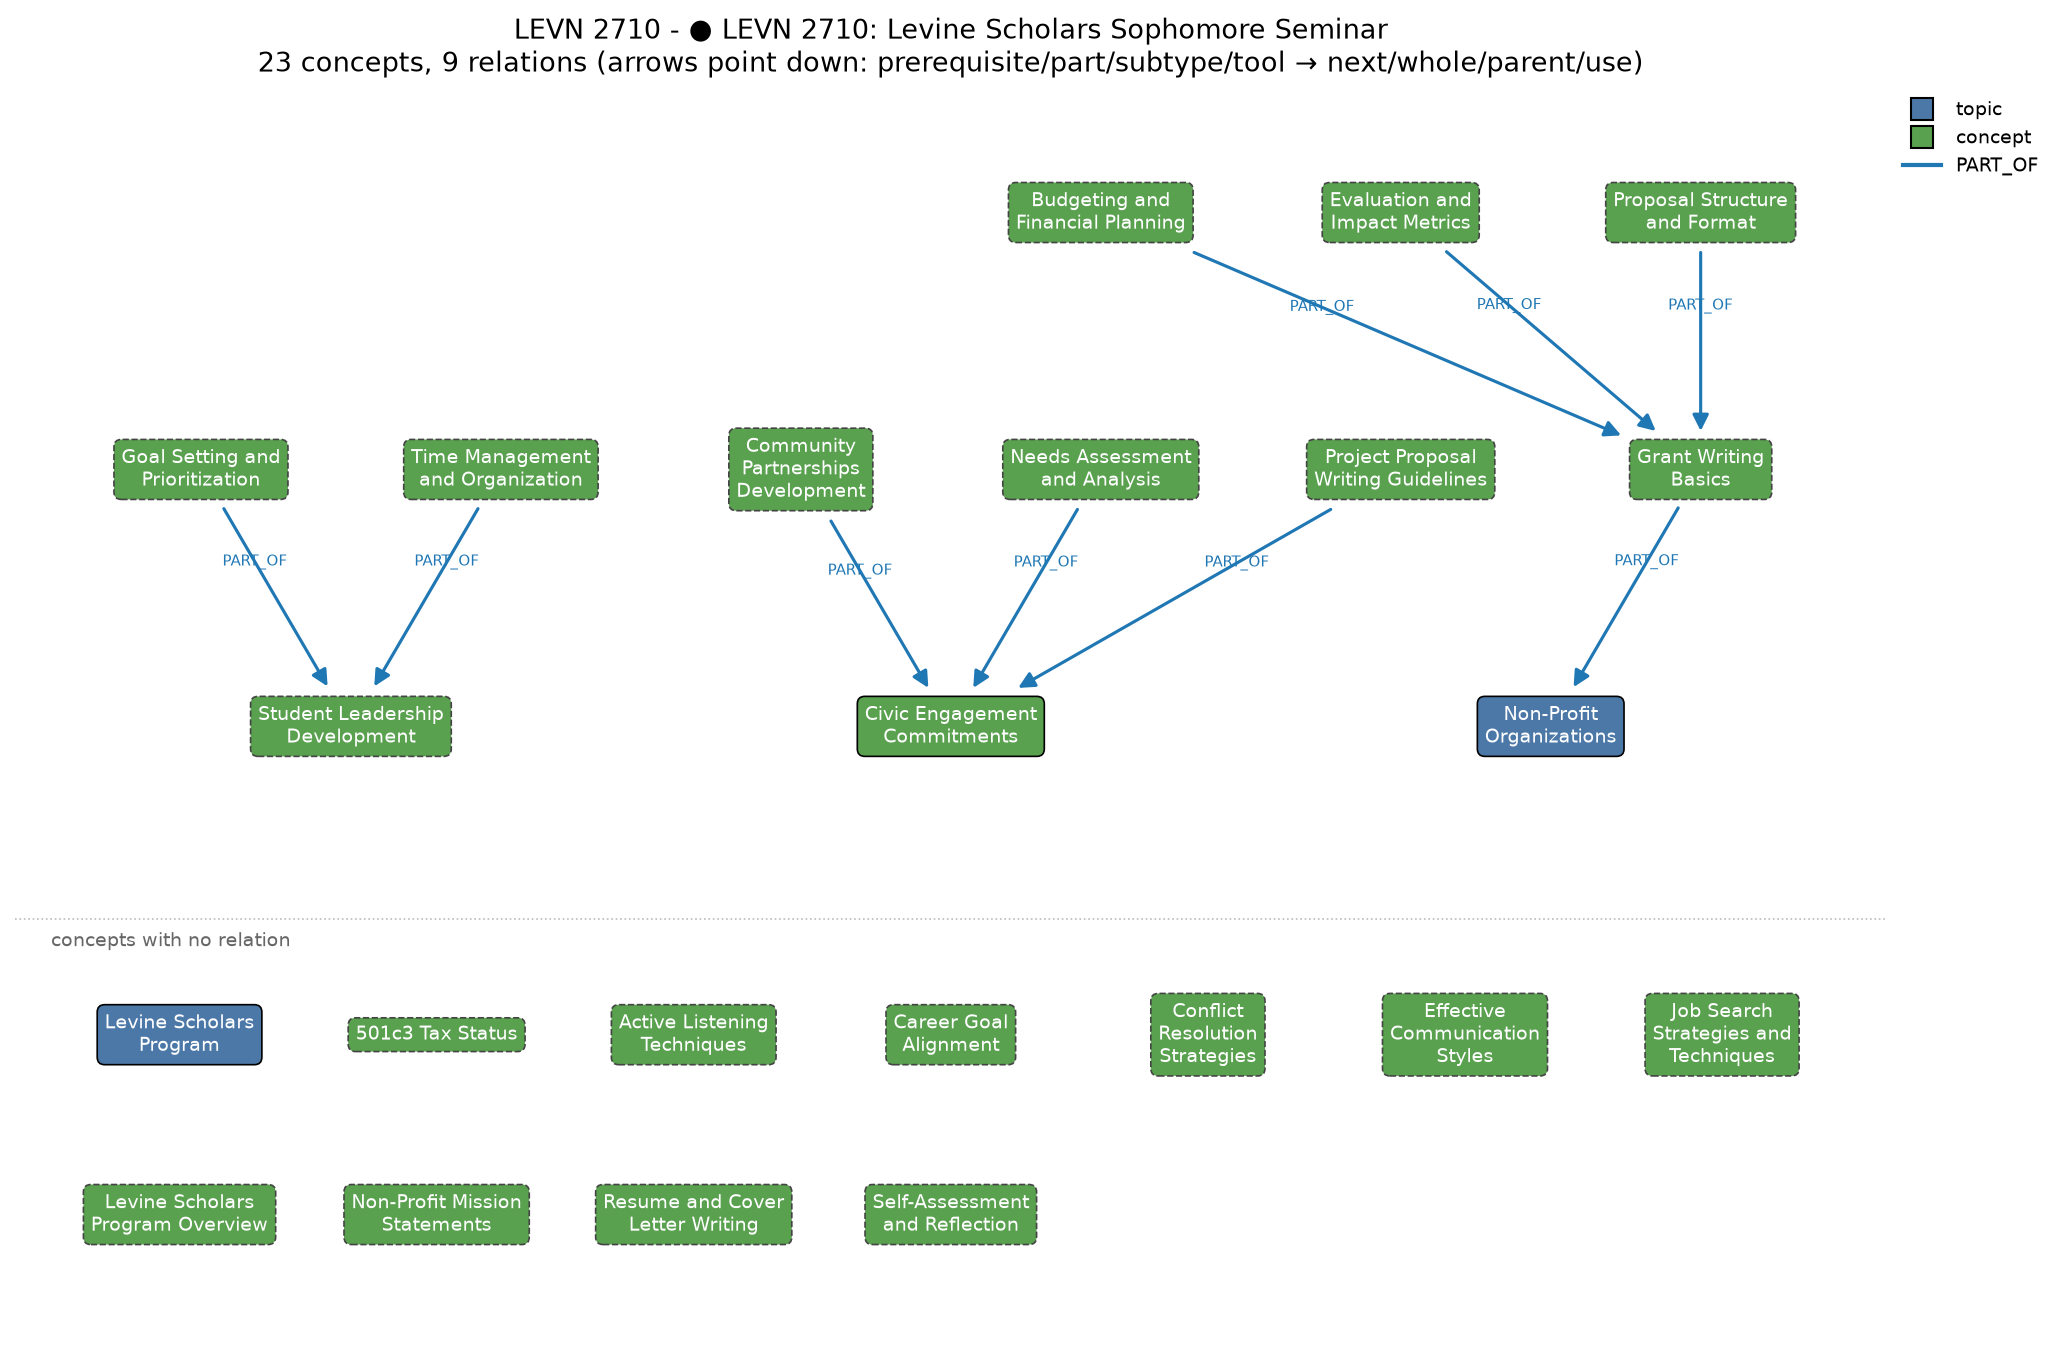 LEVN 2710 - ● LEVN 2710: Levine Scholars Sophomore Seminar
23 concepts, 9 relations (arrows point down: prerequisite/part/subtype/tool → next/whole/parent/use)
topic
concept
PART_OF
Budgeting and
Financial Planning
Evaluation and
Impact Metrics
Proposal Structure
and Format
PART_OF
PART_OF
PART_OF
Goal Setting and
Prioritization
Time Management
and Organization
Community
Partnerships
Development
Needs Assessment
and Analysis
Project Proposal
Writing Guidelines
Grant Writing
Basics
PART_OF
PART_OF
PART_OF
PART_OF
PART_OF
PART_OF
Student Leadership
Development
Civic Engagement
Commitments
Non-Profit
Organizations
concepts with no relation
Levine Scholars
Program
501c3 Tax Status
Active Listening
Techniques
Career Goal
Alignment
Conflict
Resolution
Strategies
Effective
Communication
Styles
Job Search
Strategies and
Techniques
Levine Scholars
Program Overview
Non-Profit Mission
Statements
Resume and Cover
Letter Writing
Self-Assessment
and Reflection